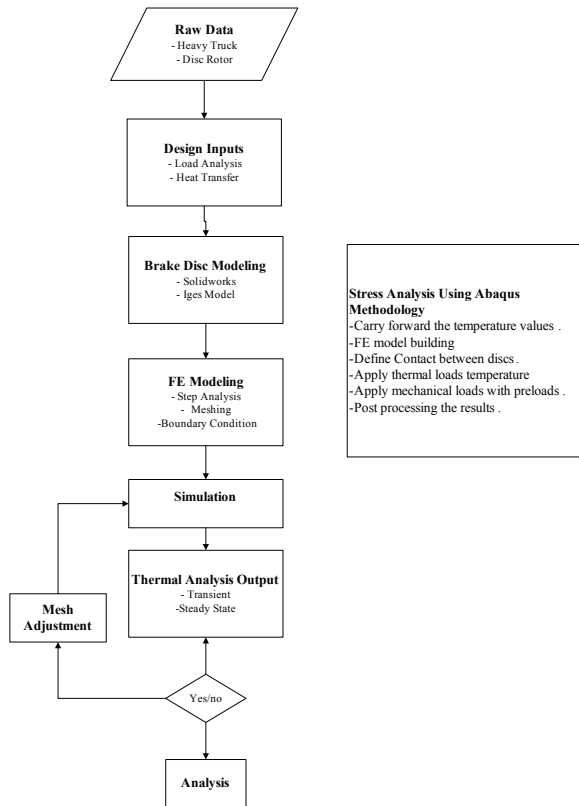 Raw Data
- Heavy Truck
- Disc Rotor
Design Inputs
- Load Analysis
- Heat Transfer
Brake Disc Modeling
- Solidworks
- Iges Model
FE Modeling
- Step Analysis
- Meshing
-Boundary Condition
Simulation
Thermal Analysis Output
- Transient
-Steady State
Mesh
Adjustment
Yes/no
Analysis
Stress Analysis Using Abaqus
Methodology
-Carry forward the temperature values .
-FE model building
-Define Contact between discs .
-Apply thermal loads temperature
-Apply mechanical loads with preloads .
-Post processing the results .